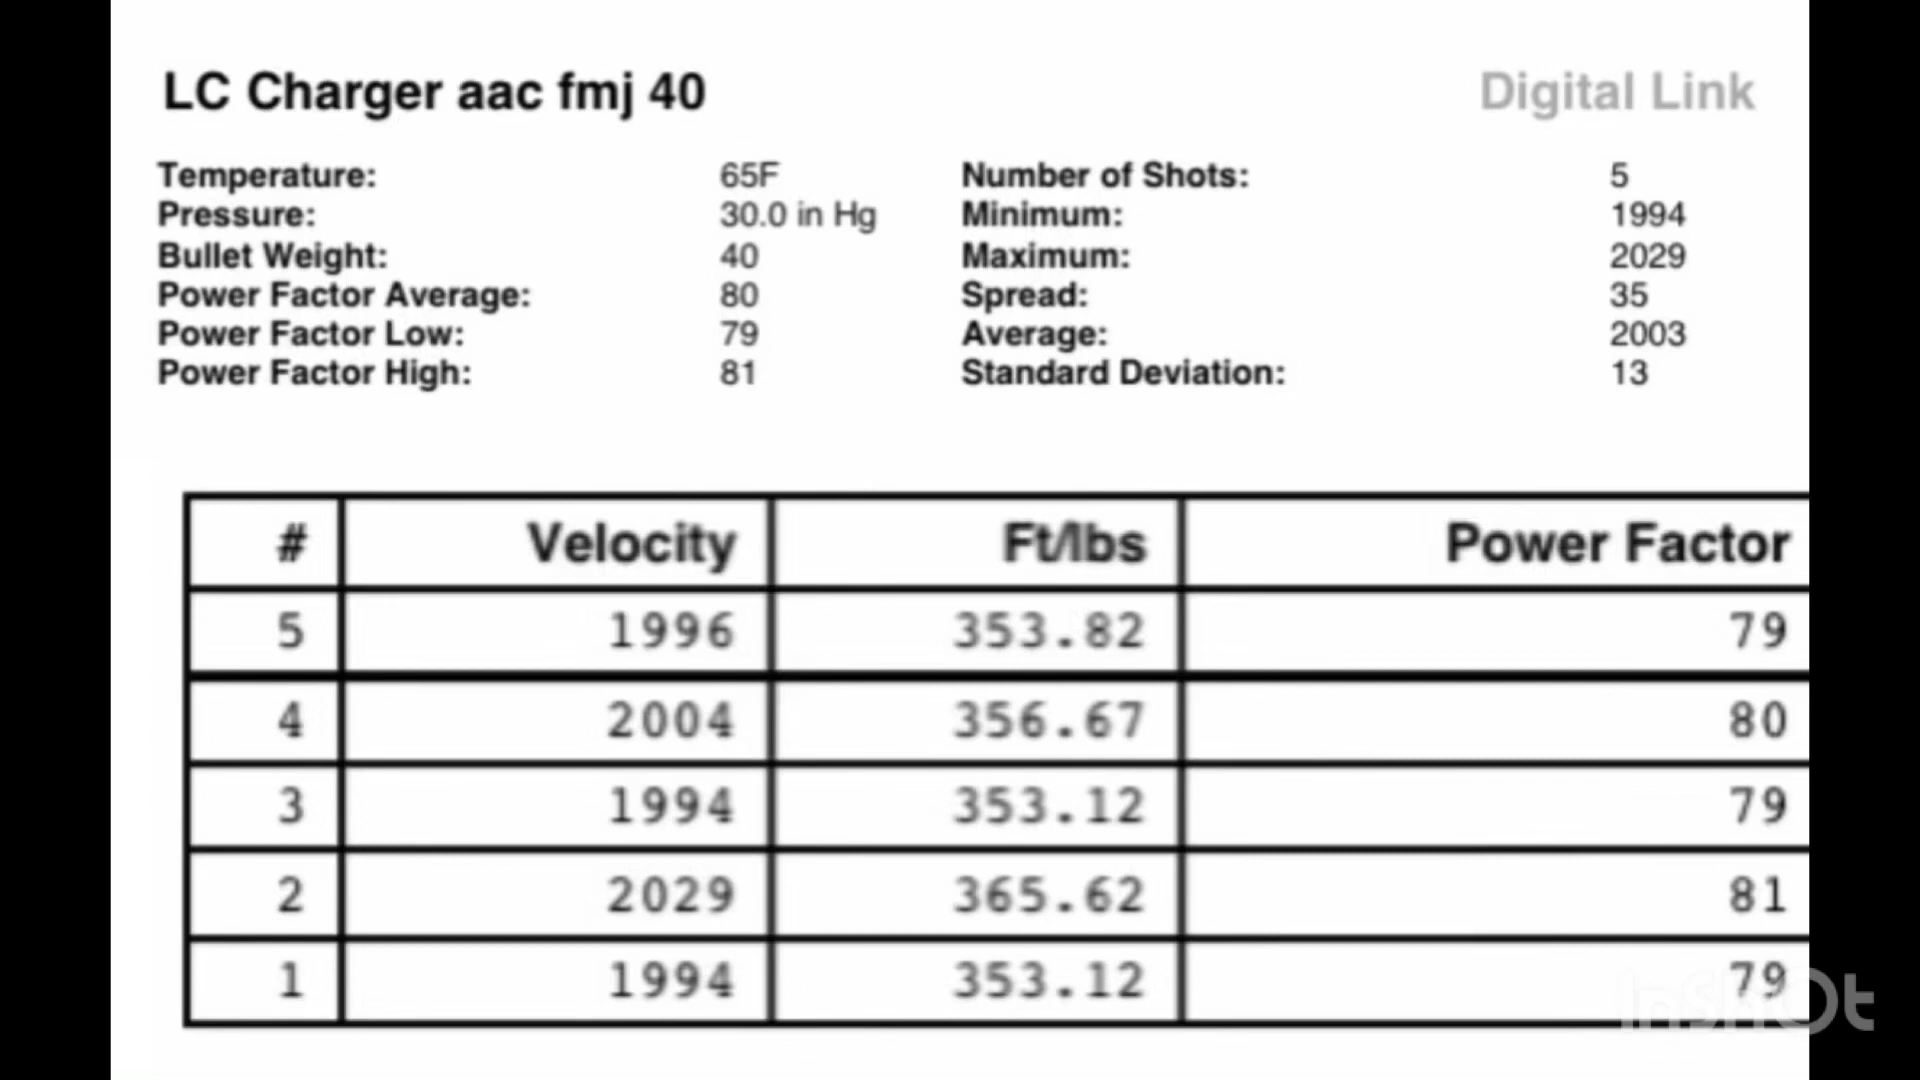 LC Charger aac fmj 40 Digital Link
Temperature: 65F Number of Shots: 5
Pressure: 30.0 in Hg Minimum: 1994
Bullet Weight: 40 Maximum: 2029
Power Factor Average: 80 Spread: 35
Power Factor Low: 79 Average: 2003
Power Factor High: 81 Standard Deviation: 13
# Velocity Ft/lbs Power Factor
5 1996 353.82 79
4 2004 356.67 80
3 1994 353.12 79
2 2029 365.62 81
1 1994 353.12 79
InShOt